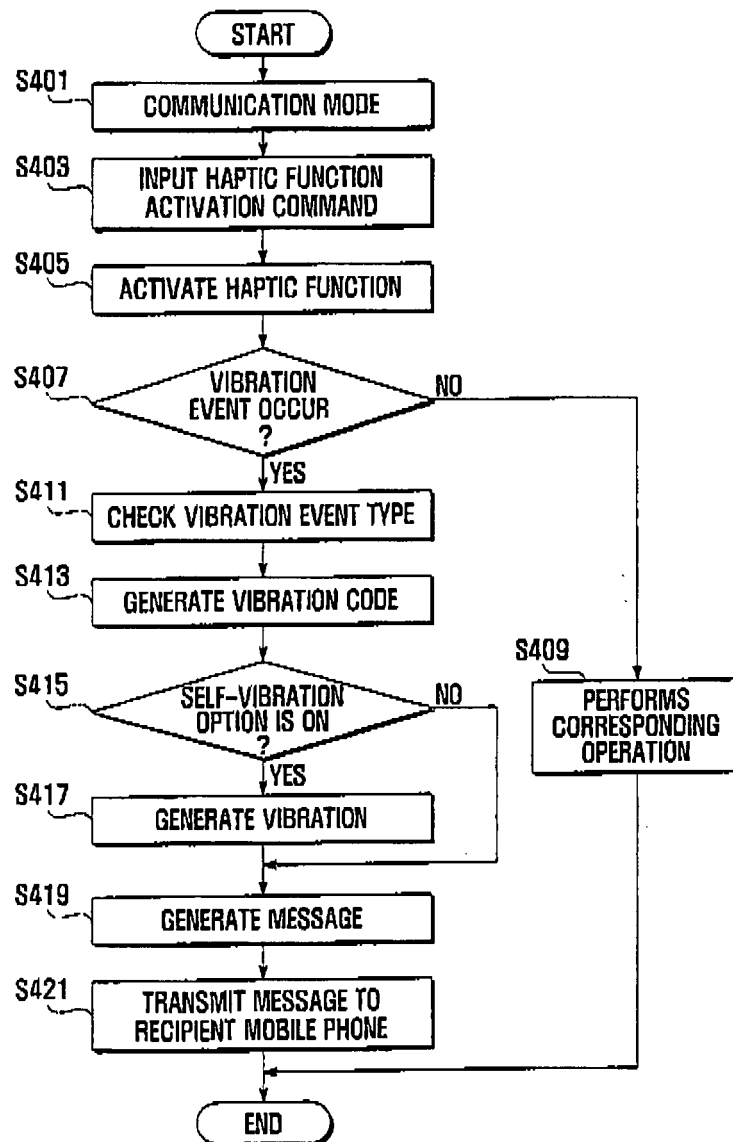 START
S401
COMMUNICATION MODE
S403
INPUT HAPTIC FUNCTION
ACTIVATION COMMAND
S405
ACTIVATE HAPTIC FUNCTION
S407
VIBRATION
EVENT OCCUR
?
NO
YES
S411
CHECK VIBRATION EVENT TYPE
S413
GENERATE VIBRATION CODE
S409
PERFORMS
CORRESPONDING
OPERATION
S415
SELF-VIBRATION
OPTION IS ON
?
NO
YES
S417
GENERATE VIBRATION
S419
GENERATE MESSAGE
S421
TRANSMIT MESSAGE TO
RECIPIENT MOBILE PHONE
END